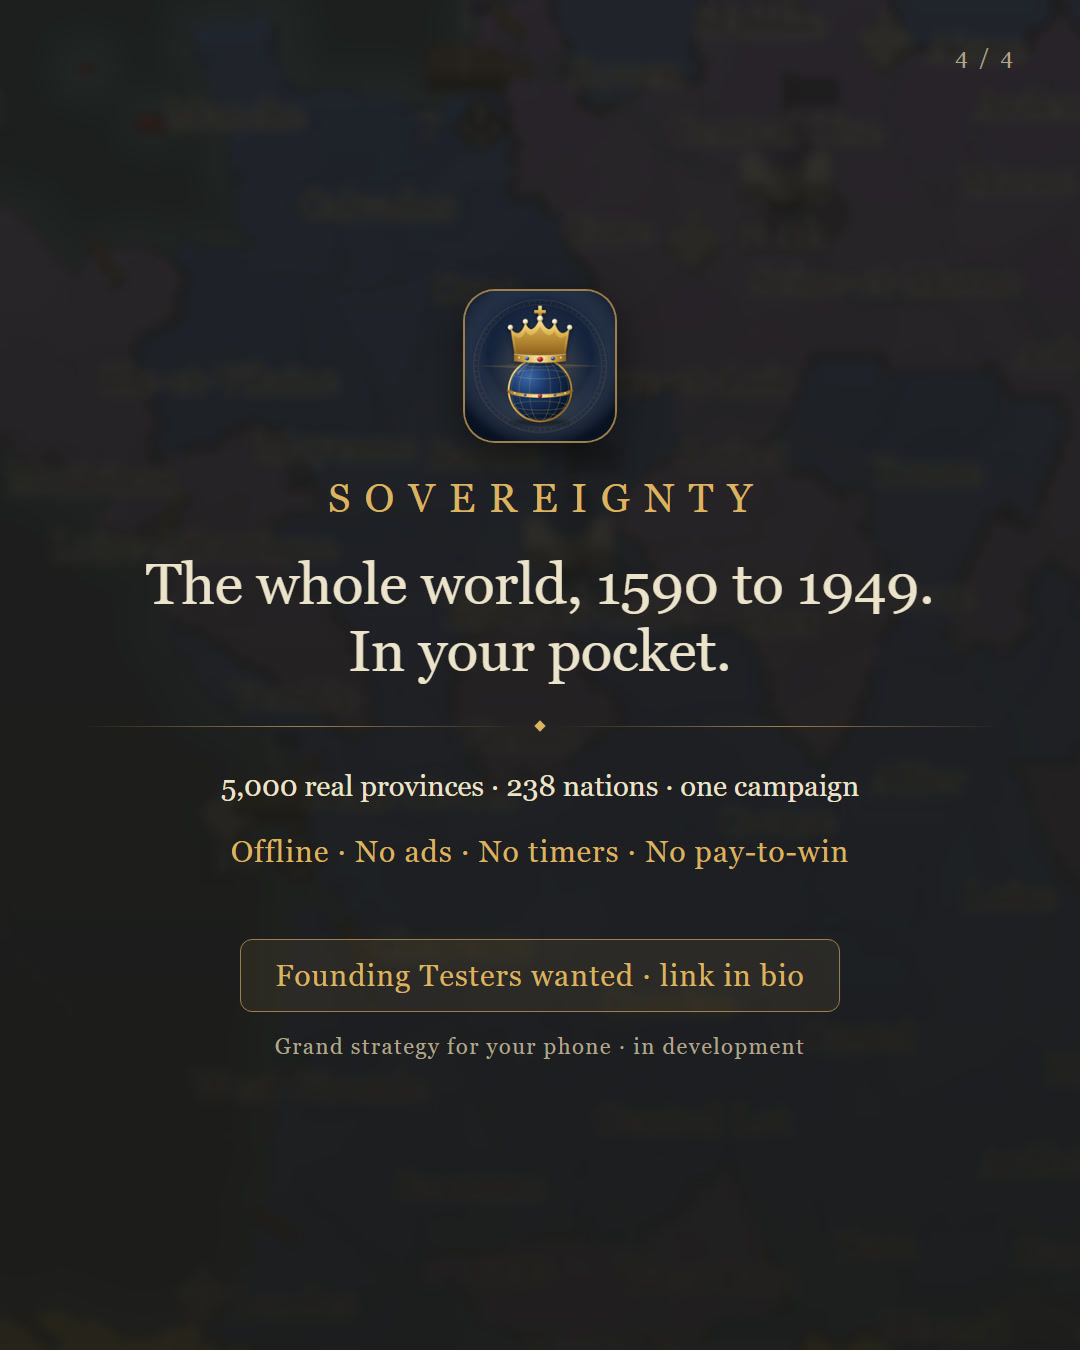 4 / 4
SOVEREIGNTY
The whole world, 1590 to 1949.
In your pocket.
5,000 real provinces · 238 nations · one campaign
Offline · No ads · No timers · No pay-to-win
Founding Testers wanted · link in bio
Grand strategy for your phone · in development